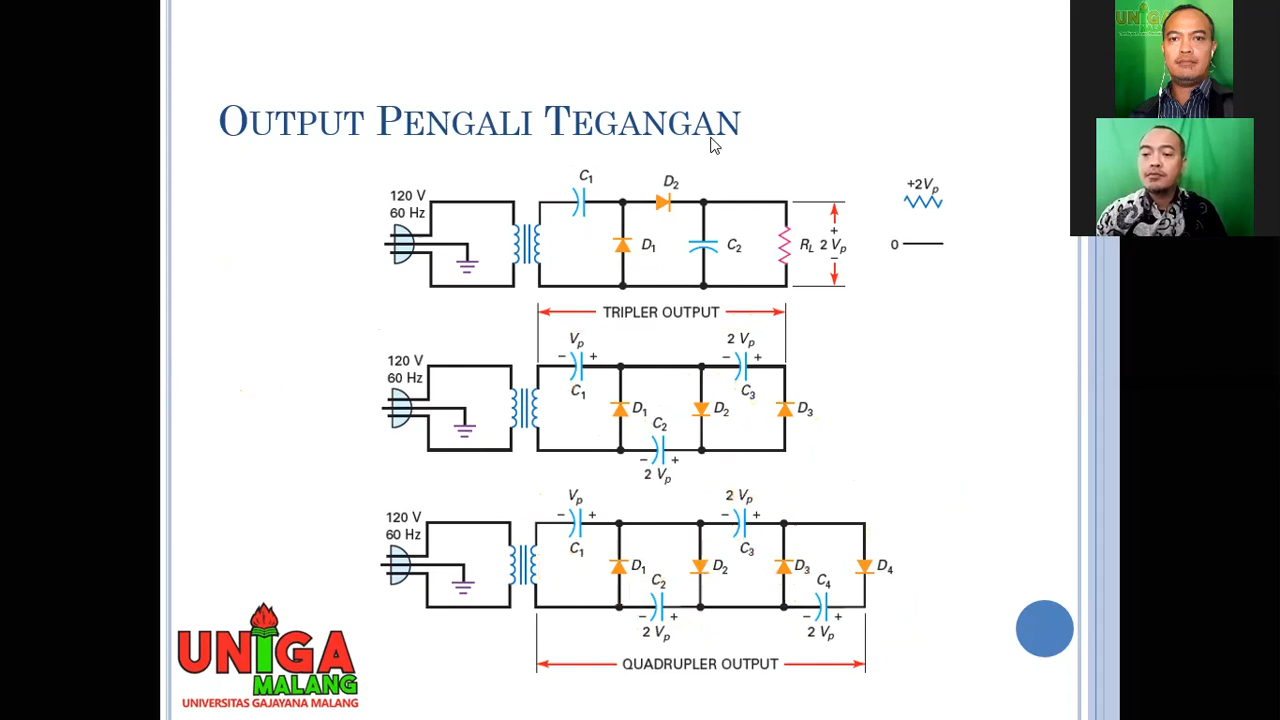 OUTPUT PENGALI TEGANGAN
120 V
60 Hz
C1
D2
D1
C2
RL
+
2 Vp
−
+2Vp
0
TRIPLER OUTPUT
120 V
60 Hz
Vp
− +
C1
2 Vp
− +
C3
D1
D2
D3
C2
− +
2 Vp
120 V
60 Hz
Vp
− +
C1
2 Vp
− +
C3
D1
D2
D3
D4
C2
− +
2 Vp
C4
− +
2 Vp
QUADRUPLER OUTPUT
UNIGA
MALANG
UNIVERSITAS GAJAYANA MALANG
UNIGA